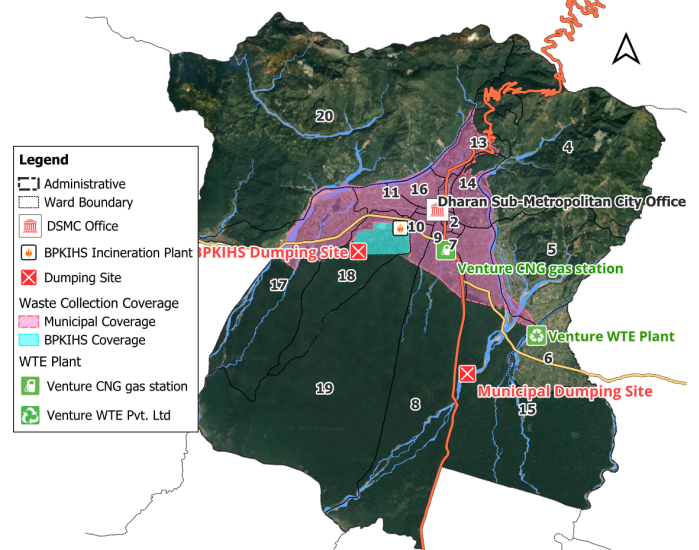 20
13
4
14
16
11
Dharan Sub-Metropolitan City Office
2
10
9
7
5
BPKIHS Dumping Site
Venture CNG gas station
18
17
Venture WTE Plant
6
Municipal Dumping Site
19
8
15
Legend
Administrative
Ward Boundary
DSMC Office
BPKIHS Incineration Plant
Dumping Site
Waste Collection Coverage
Municipal Coverage
BPKIHS Coverage
WTE Plant
Venture CNG gas station
Venture WTE Pvt. Ltd